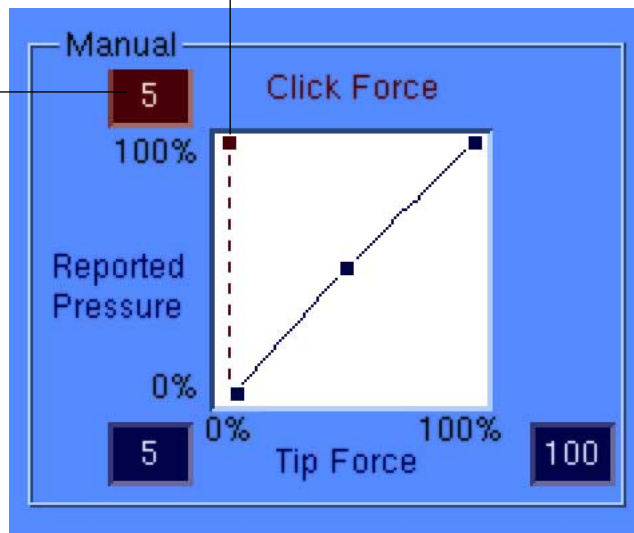 Manual
5
Click Force
100%
Reported
Pressure
0%
0%
100%
5
Tip Force
100